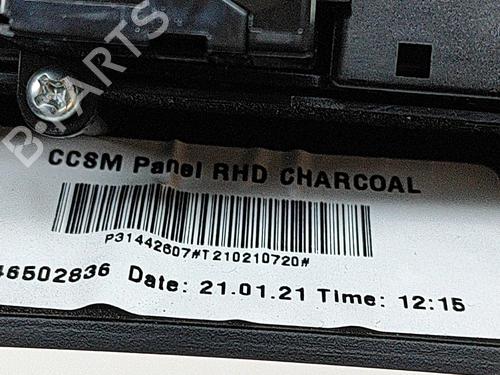 B-PARTS
CCSM Panel RHD CHARCOAL
P31442607#T210210720#
46502836 Date: 21.01.21 Time: 12:15